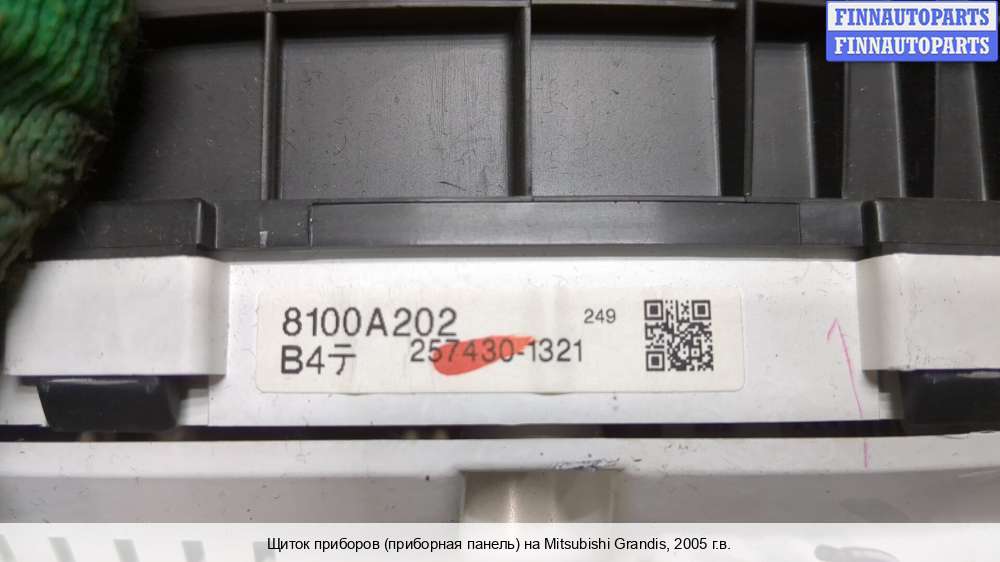 FINNAUTOPARTS
FINNAUTOPARTS
8100A202
249
B4テ
257430-1321
Щиток приборов (приборная панель) на Mitsubishi Grandis, 2005 г.в.